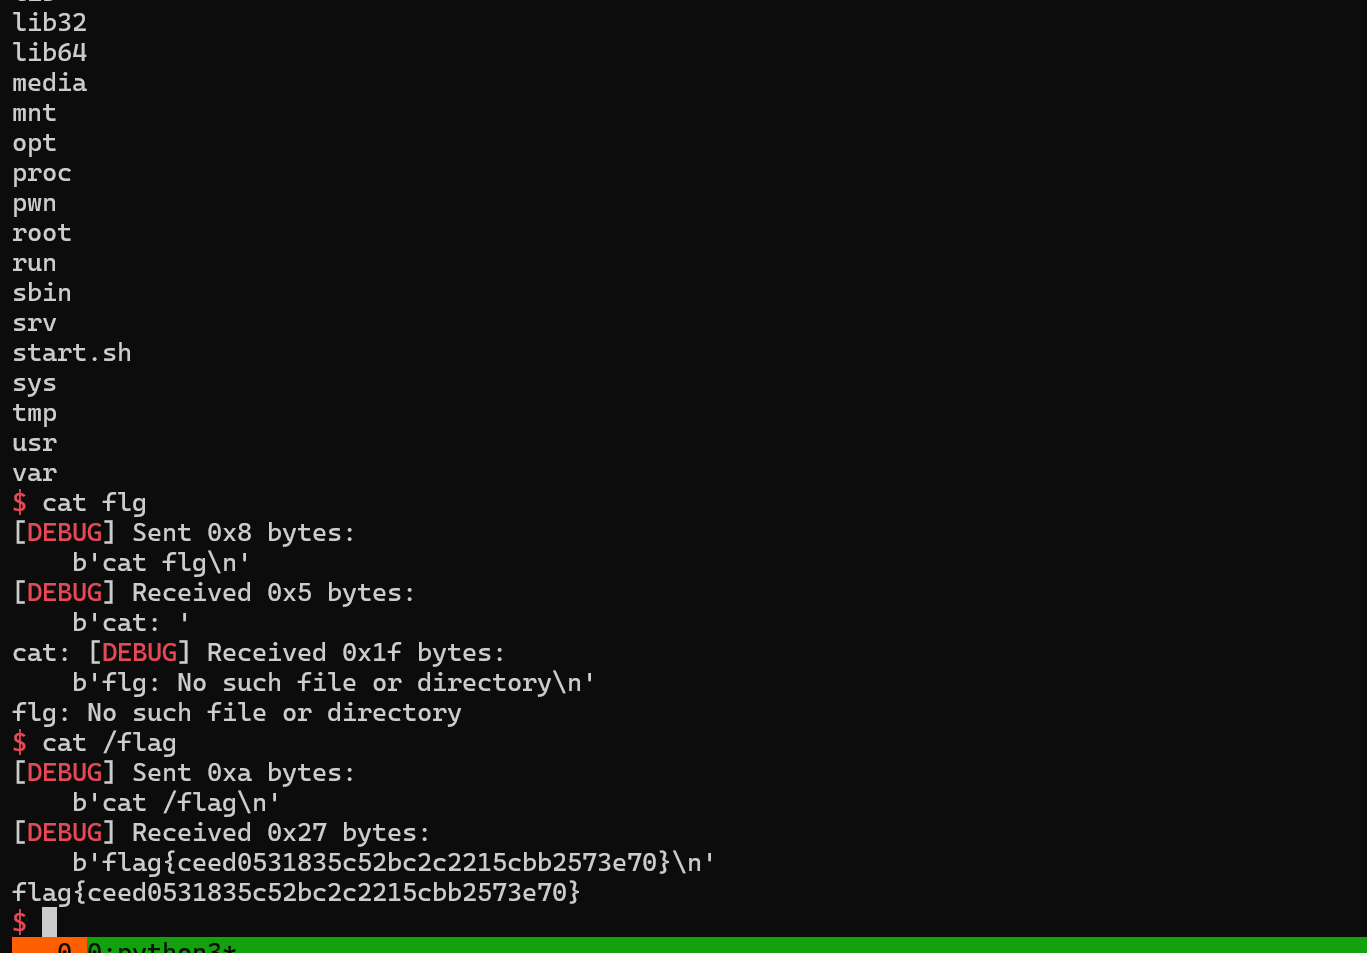 lib32
lib64
media
mnt
opt
proc
pwn
root
run
sbin
srv
start.sh
sys
tmp
usr
var
$ cat flg
[DEBUG] Sent 0x8 bytes:
    b'cat flg\n'
[DEBUG] Received 0x5 bytes:
    b'cat: '
cat: [DEBUG] Received 0x1f bytes:
    b'flg: No such file or directory\n'
flg: No such file or directory
$ cat /flag
[DEBUG] Sent 0xa bytes:
    b'cat /flag\n'
[DEBUG] Received 0x27 bytes:
    b'flag{ceed0531835c52bc2c2215cbb2573e70}\n'
flag{ceed0531835c52bc2c2215cbb2573e70}
$
0 0:python3*